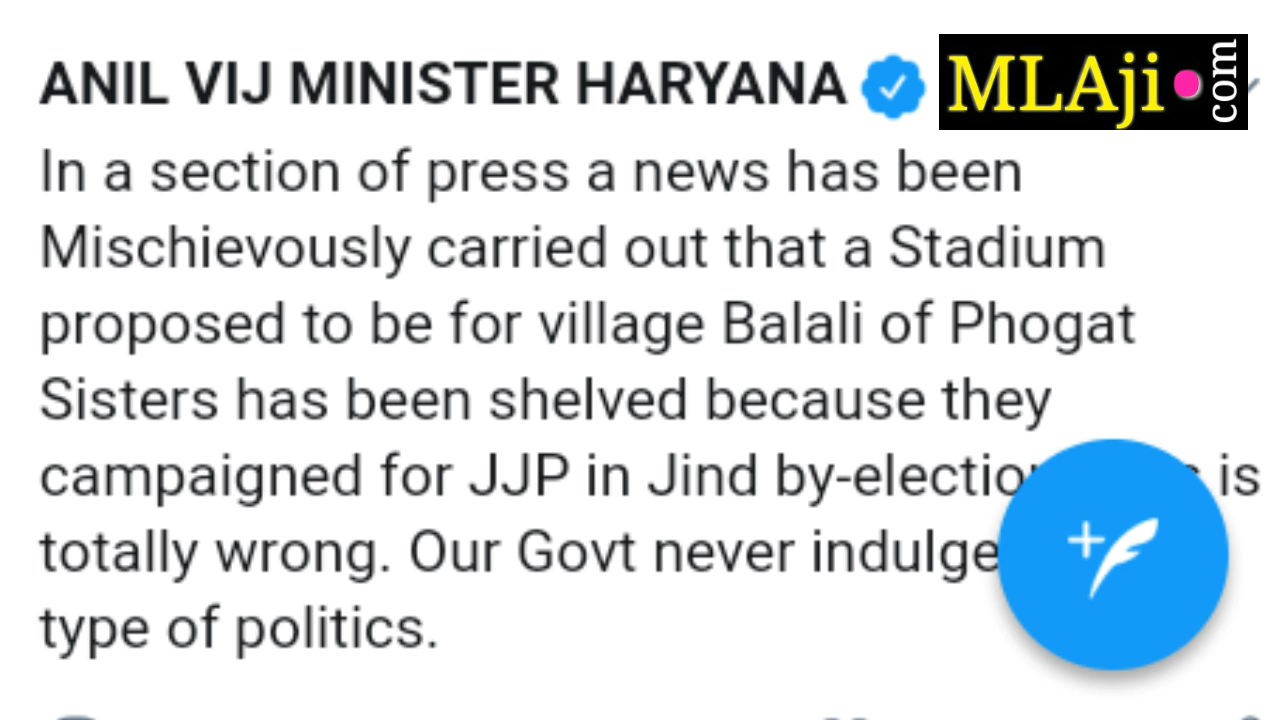 ANIL VIJ MINISTER HARYANA
MLAji.com
In a section of press a news has been
Mischievously carried out that a Stadium
proposed to be for village Balali of Phogat
Sisters has been shelved because they
campaigned for JJP in Jind by-election is
totally wrong. Our Govt never indulge
type of politics.